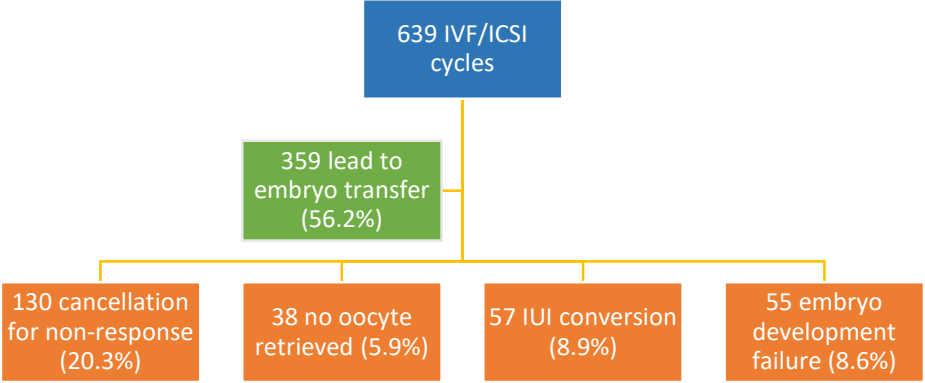 639 IVF/ICSI
cycles
359 lead to
embryo transfer
(56.2%)
130 cancellation
for non-response
(20.3%)
38 no oocyte
retrieved (5.9%)
57 IUI conversion
(8.9%)
55 embryo
development
failure (8.6%)